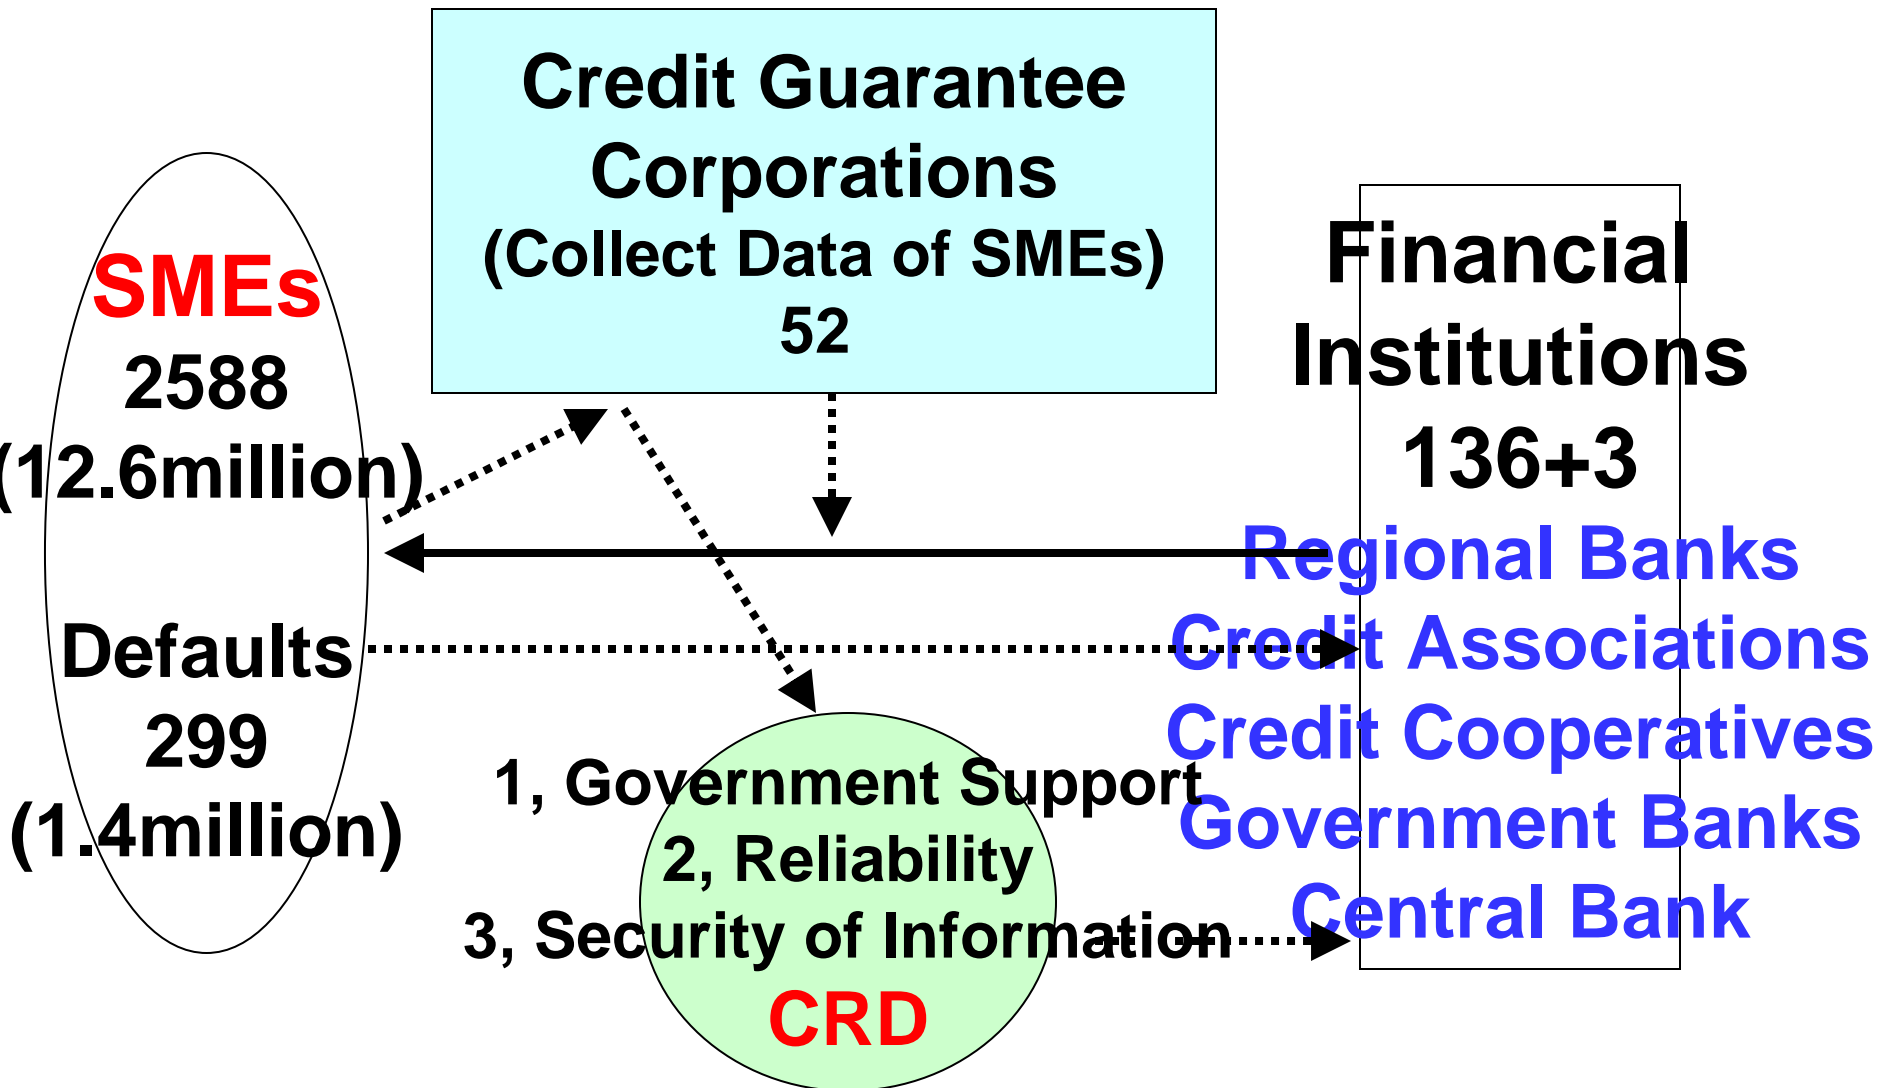 Credit Guarantee
Corporations
(Collect Data of SMEs)
52
SMEs
2588
(12.6million)
Defaults
299
(1.4million)
1, Government Support
2, Reliability
3, Security of Information
CRD
Financial
Institutions
136+3
Regional Banks
Credit Associations
Credit Cooperatives
Government Banks
Central Bank